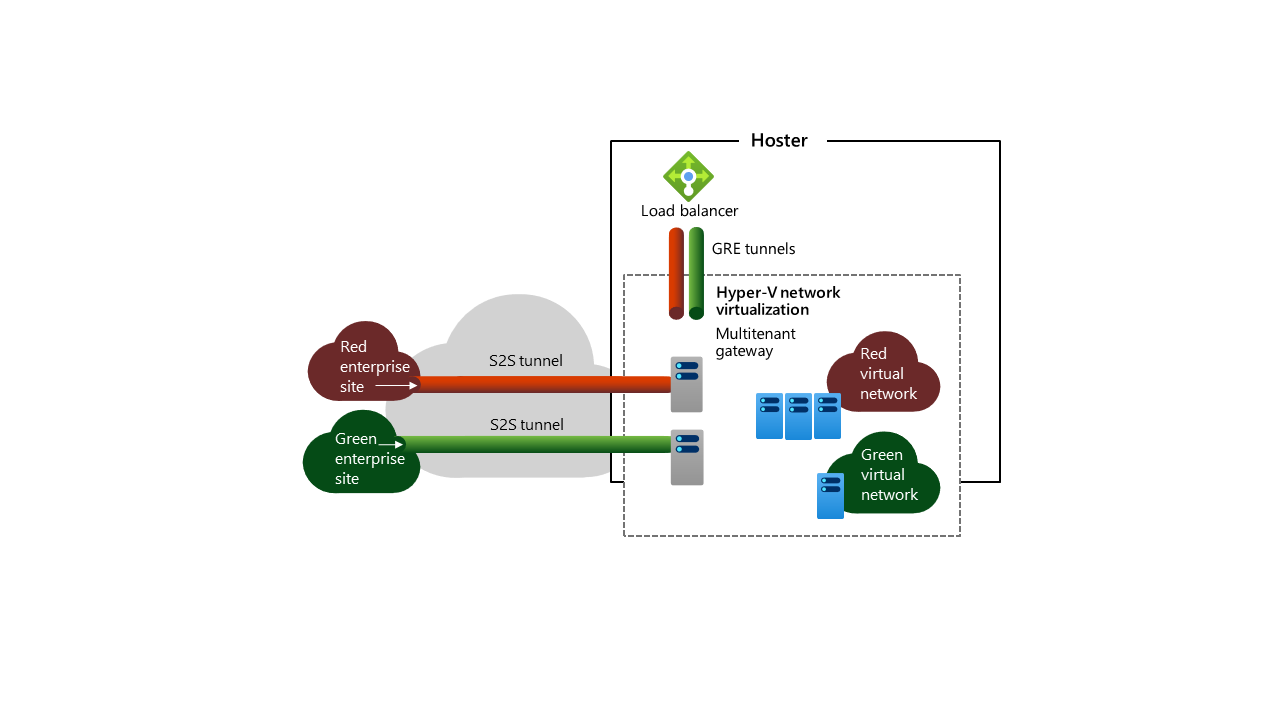 Hoster
Load balancer
GRE tunnels
Hyper-V network
virtualization
Multitenant
gateway
S2S tunnel
Red
enterprise
site
Red
virtual
network
S2S tunnel
Green
enterprise
site
Green
virtual
network